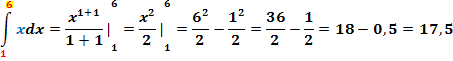 ∫₁⁶ xdx = x¹⁺¹/(1+1) |₁⁶ = x²/2 |₁⁶ = 6²/2 − 1²/2 = 36/2 − 1/2 = 18 − 0,5 = 17,5